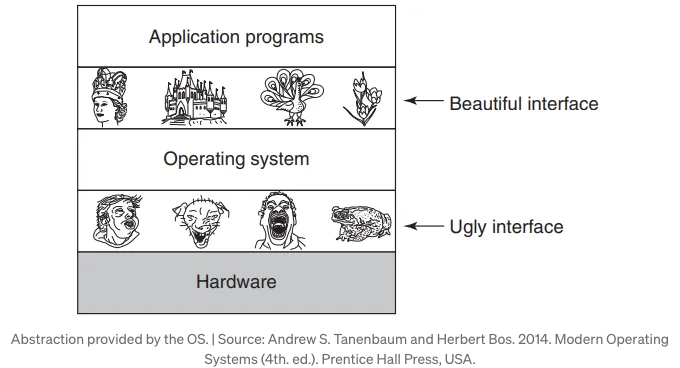 Application programs
Beautiful interface
Operating system
Ugly interface
Hardware
Abstraction provided by the OS. | Source: Andrew S. Tanenbaum and Herbert Bos. 2014. Modern Operating
Systems (4th. ed.). Prentice Hall Press, USA.